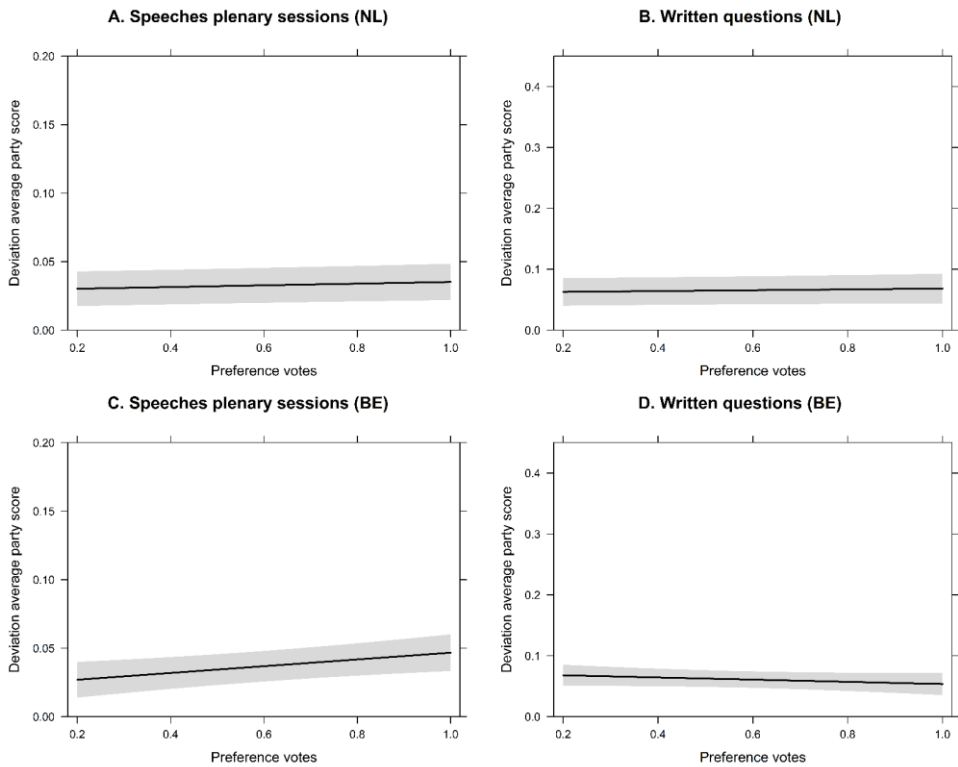 A. Speeches plenary sessions (NL)
Deviation average party score
0.20
0.15
0.10
0.05
0.00
0.2 0.4 0.6 0.8 1.0
Preference votes
B. Written questions (NL)
Deviation average party score
0.4
0.3
0.2
0.1
0.0
0.2 0.4 0.6 0.8 1.0
Preference votes
C. Speeches plenary sessions (BE)
Deviation average party score
0.20
0.15
0.10
0.05
0.00
0.2 0.4 0.6 0.8 1.0
Preference votes
D. Written questions (BE)
Deviation average party score
0.4
0.3
0.2
0.1
0.0
0.2 0.4 0.6 0.8 1.0
Preference votes